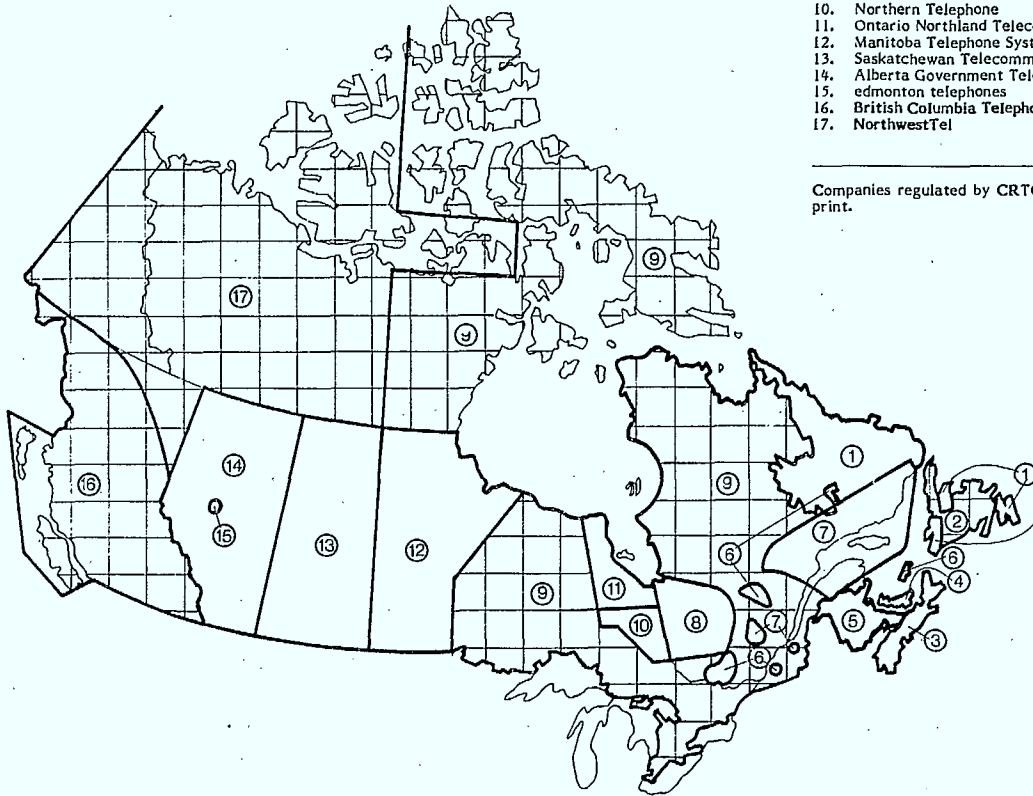 10. Northern Telephone
11. Ontario Northland Teleco
12. Manitoba Telephone Syst
13. Saskatchewan Telecomm
14. Alberta Government Tele
15. edmonton telephones
16. British Columbia Telepho
17. NorthwestTel
Companies regulated by CRTC
print.
9
17
9
14
1
1
16
9
2
15
7
13
12
6
6
4
9
11
8
5
10
7
3
6